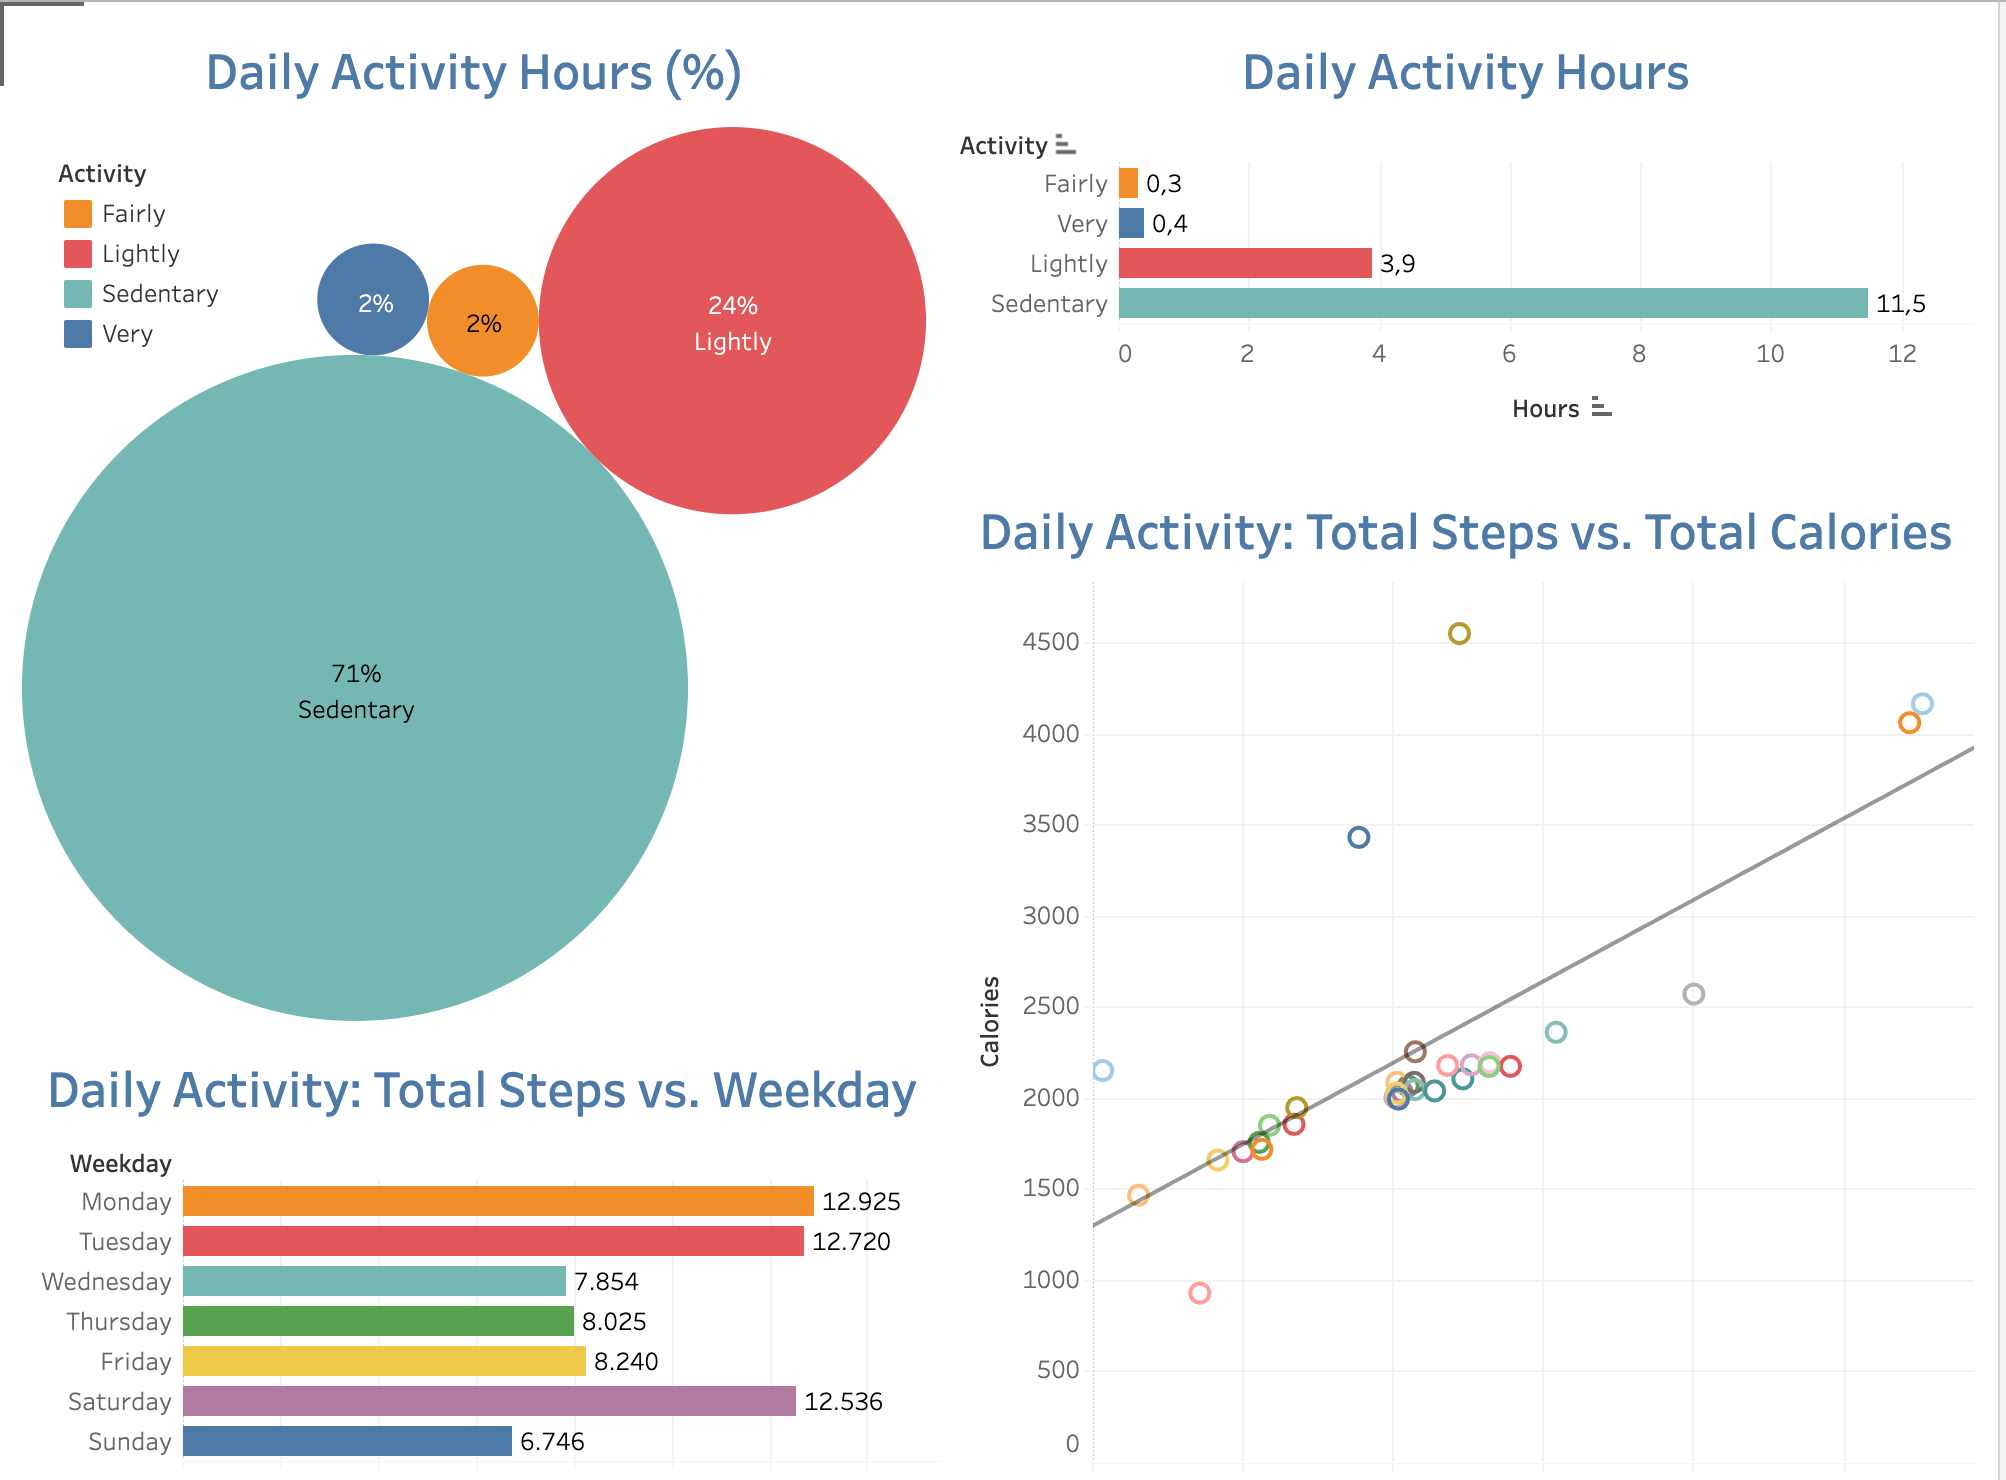 Daily Activity Hours (%)
Activity
Fairly
Lightly
Sedentary
Very
2%
2%
24%
Lightly
71%
Sedentary
Daily Activity Hours
Activity
Fairly 0,3
Very 0,4
Lightly 3,9
Sedentary 11,5
0 2 4 6 8 10 12
Hours
Daily Activity: Total Steps vs. Total Calories
4500
4000
3500
3000
2500
2000
1500
1000
500
0
Calories
Daily Activity: Total Steps vs. Weekday
Weekday
Monday 12.925
Tuesday 12.720
Wednesday 7.854
Thursday 8.025
Friday 8.240
Saturday 12.536
Sunday 6.746